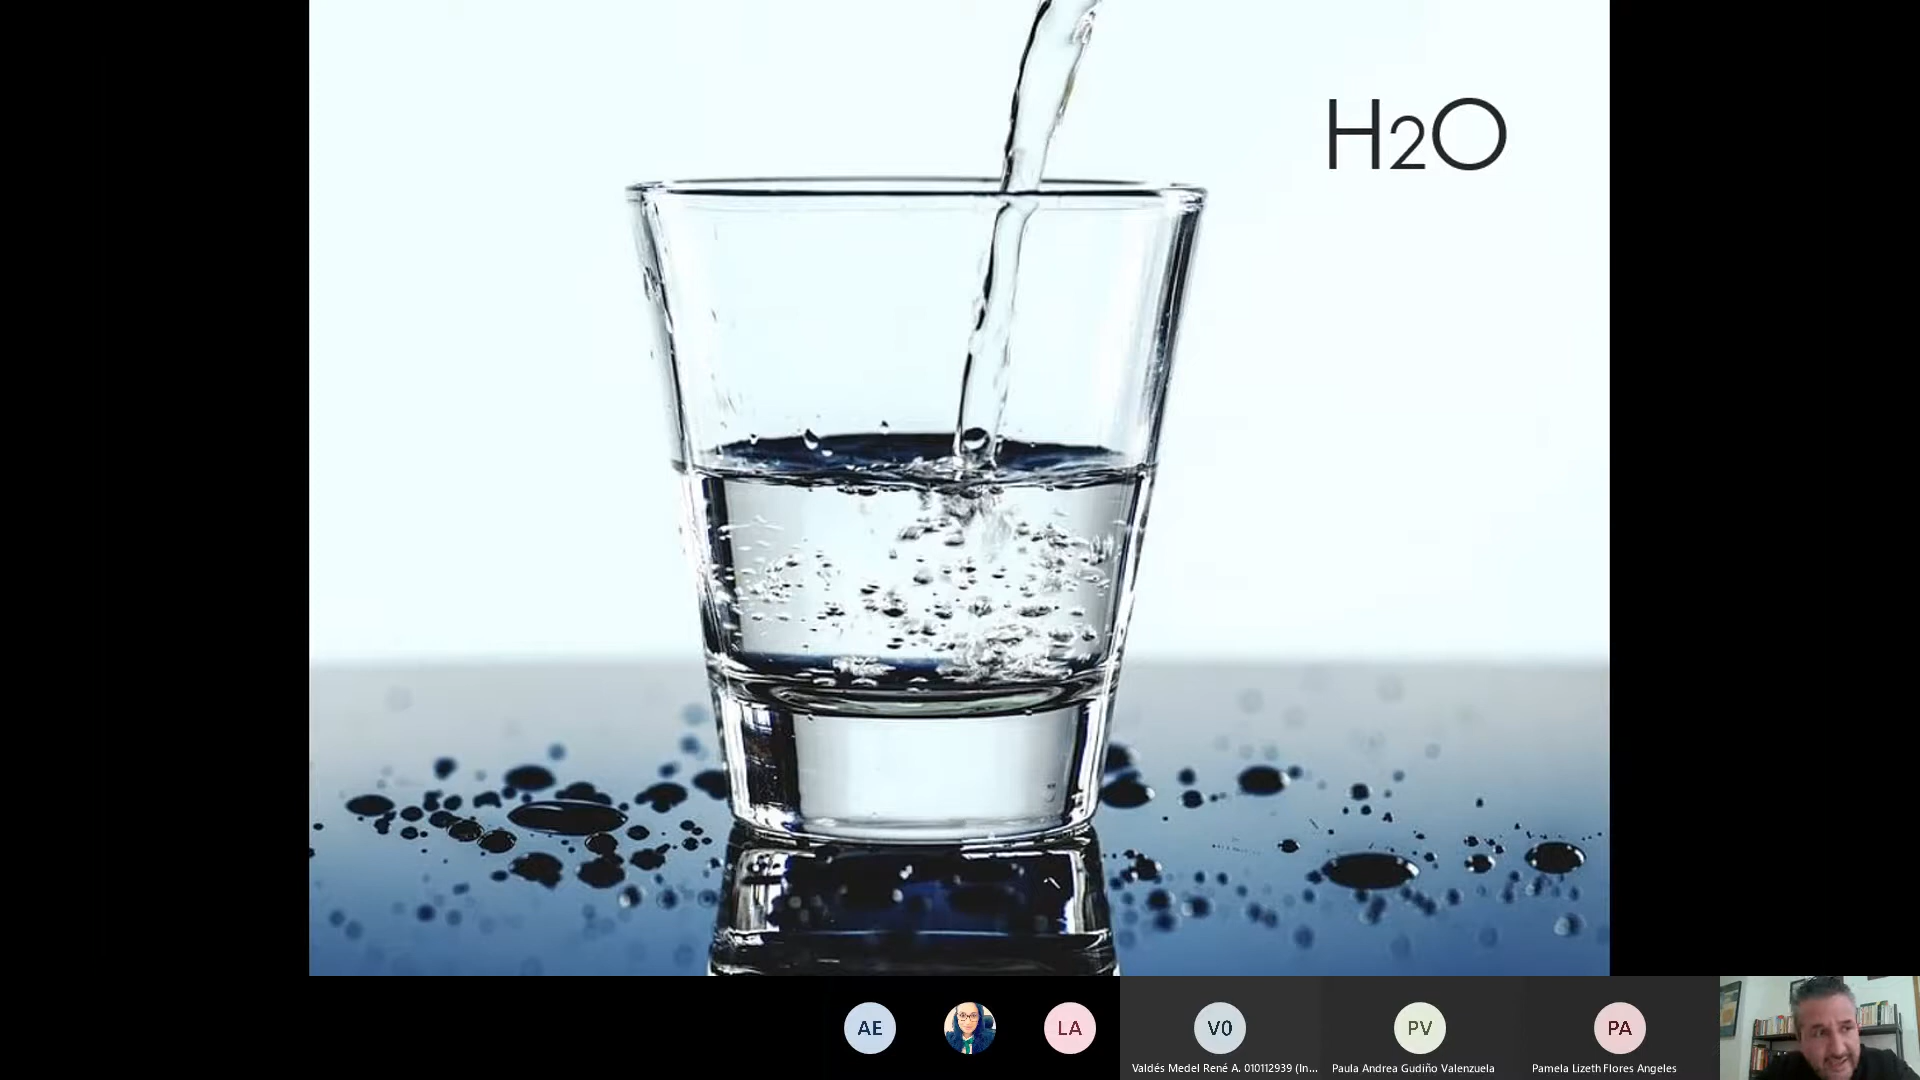 H2O
AE
LA
V0
PV
PA
Valdés Medel René A. 010112939 (In...
Paula Andrea Gudiño Valenzuela
Pamela Lizeth Flores Angeles